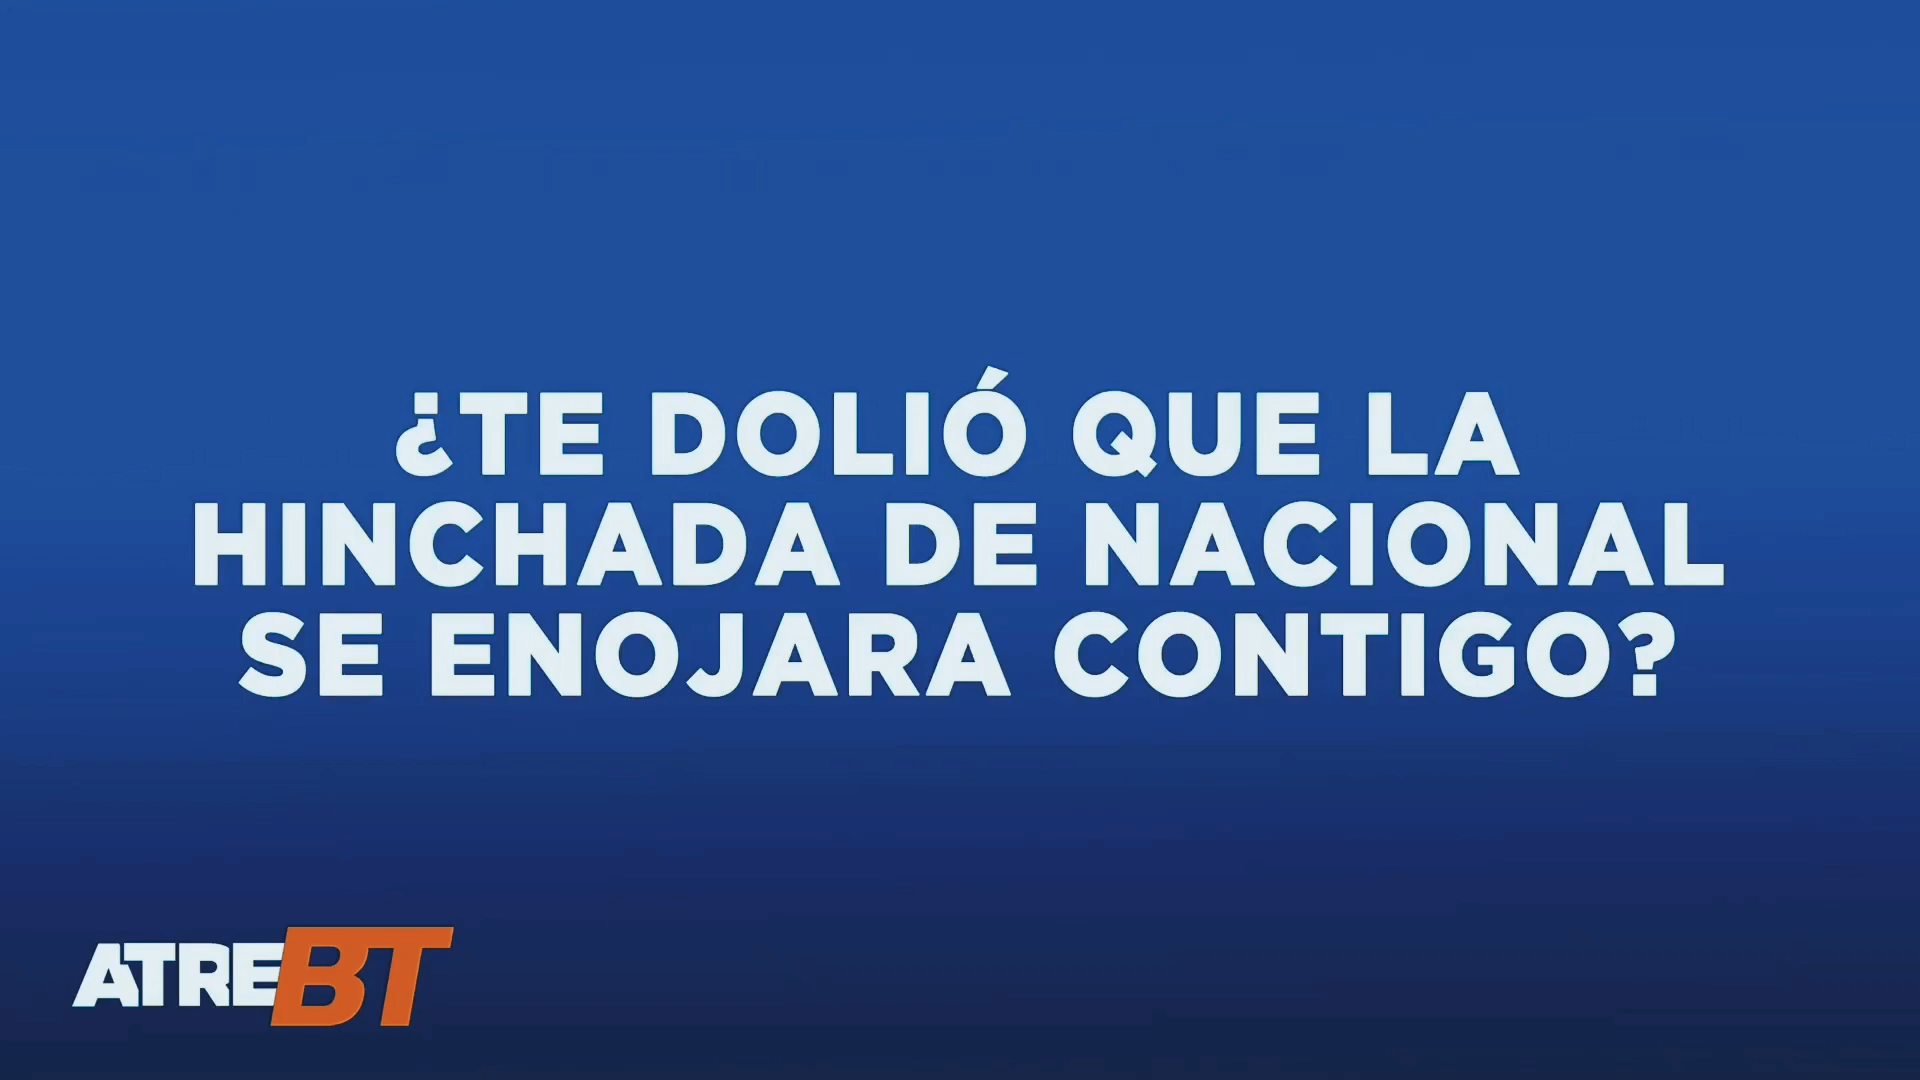 ¿TE DOLIÓ QUE LA
HINCHADA DE NACIONAL
SE ENOJARA CONTIGO?
ATREBT